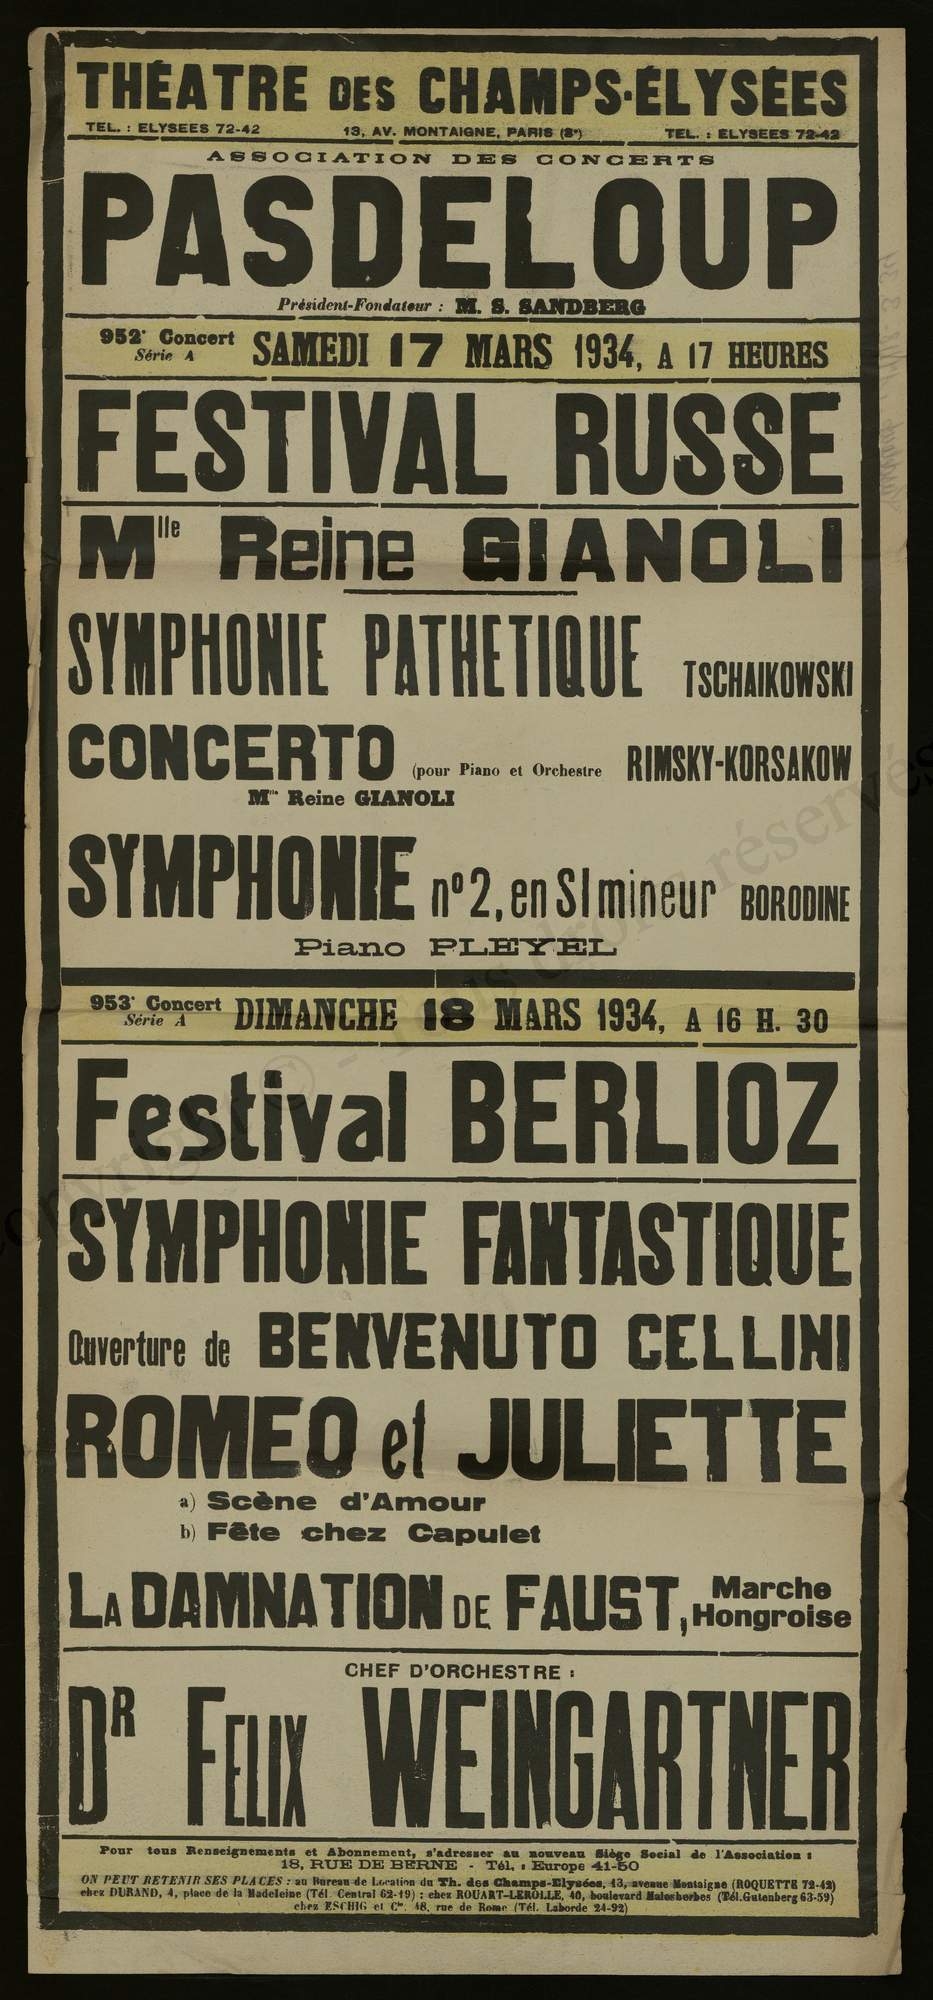 THÉATRE DES CHAMPS-ÉLYSÉES
TEL. : ELYSEES 72-42 13, AV. MONTAIGNE, PARIS (8e) TEL. : ELYSEES 72-42
ASSOCIATION DES CONCERTS
PASDELOUP
Président-Fondateur : M. S. SANDBERG
952e Concert
Série A
SAMEDI 17 MARS 1934, A 17 HEURES
FESTIVAL RUSSE
Mlle Reine GIANOLI
SYMPHONIE PATHETIQUE TSCHAIKOWSKI
CONCERTO (pour Piano et Orchestre RIMSKY-KORSAKOW
Mlle Reine GIANOLI
SYMPHONIE no 2, en SI mineur BORODINE
Piano PLEYEL
953e Concert
Série A
DIMANCHE 18 MARS 1934, A 16 H. 30
Festival BERLIOZ
SYMPHONIE FANTASTIQUE
Ouverture de BENVENUTO CELLINI
ROMEO et JULIETTE
a) Scène d'Amour
b) Fête chez Capulet
LA DAMNATION DE FAUST, Marche
Hongroise
CHEF D'ORCHESTRE :
DR FELIX WEINGARTNER
Pour tous Renseignements et Abonnement, s'adresser au nouveau Siège Social de l'Association :
18, RUE DE BERNE - Tél. : Europe 41-50
ON PEUT RETENIR SES PLACES : au Bureau de Location du Th. des Champs-Elysées, 13, avenue Montaigne (ROQUETTE 72-42)
chez DURAND, 4, place de la Madeleine (Tél. Central 62-19) ; chez ROUART-LEROLLE, 40, boulevard Malesherbes (Tél. Gutenberg 63-59)
chez ESCHIG et Cie, 48, rue de Rome (Tél. Laborde 24-92)
Copyright © - Tous droits réservés